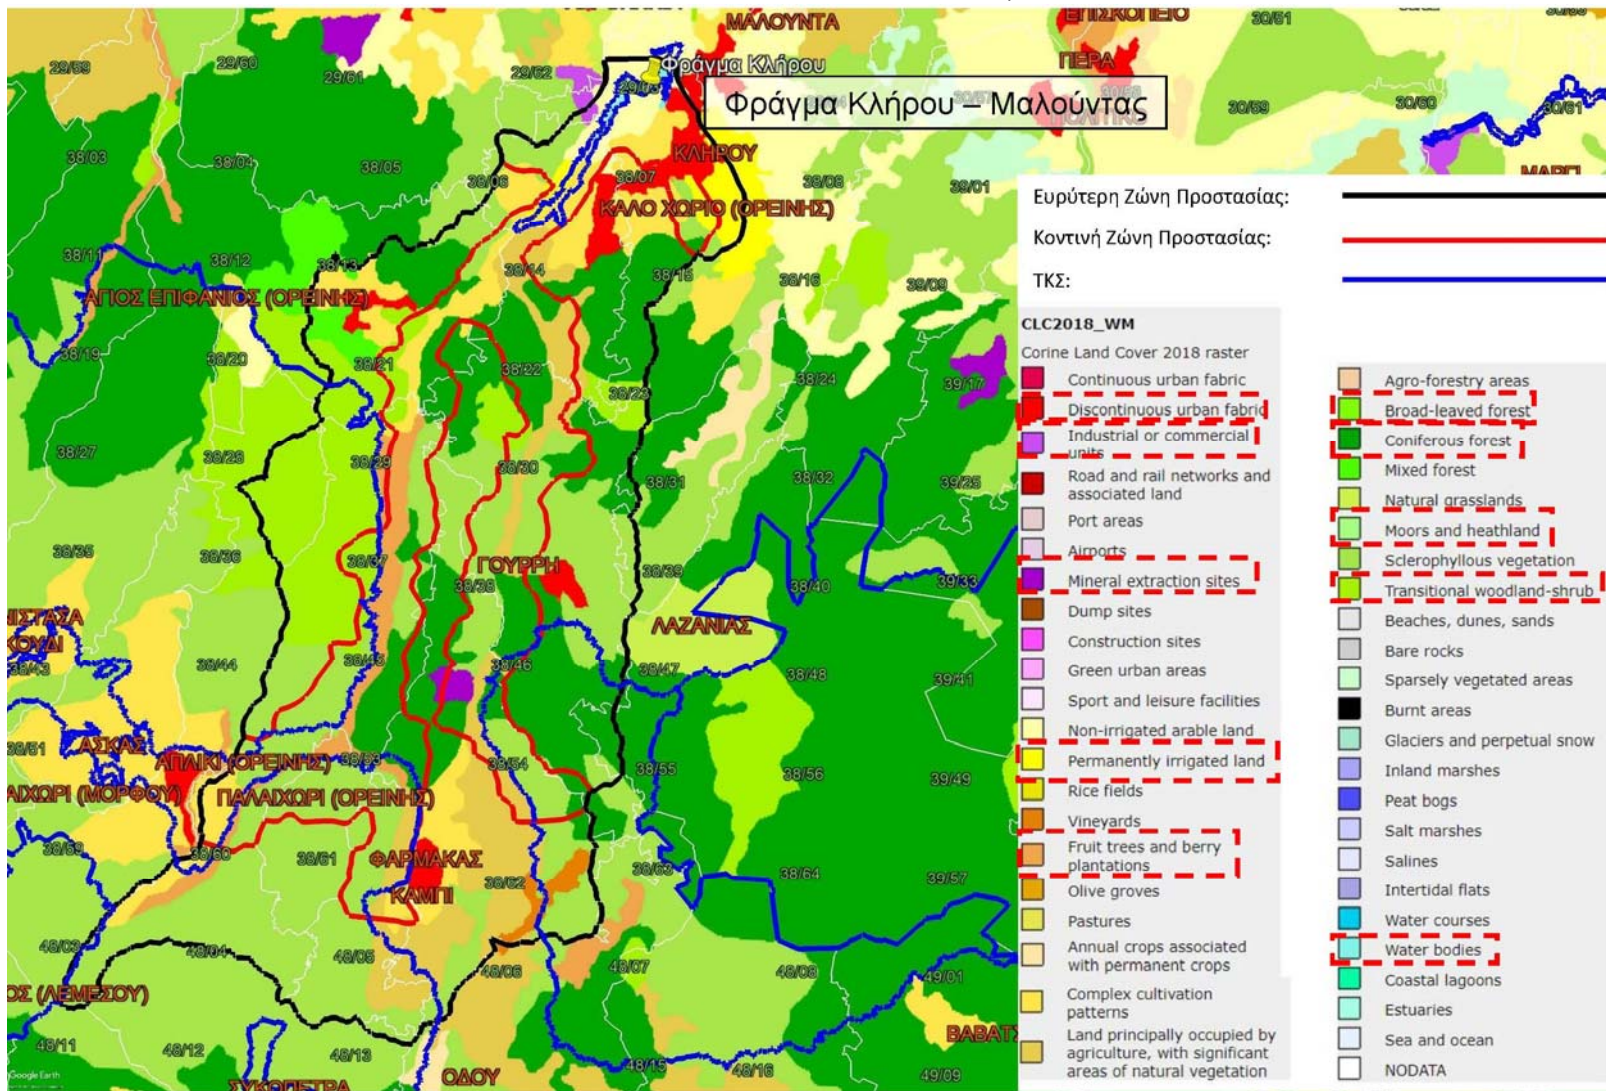 ΜΑΛΟΥΝΤΑ
ΕΠΙΣΚΟΠΕΙΟ
ΠΕΡΑ
29/59
29/60
29/61
29/62
Φράγμα Κλήρου
Φράγμα Κλήρου – Μαλούντας
30/59
30/60
30/61
38/03
38/04
38/05
38/06
38/07
ΚΛΗΡΟΥ
38/08
39/01
ΚΑΛΟ ΧΩΡΙΟ (ΟΡΕΙΝΗΣ)
38/11
38/12
38/13
38/14
38/15
38/16
39/09
ΑΓΙΟΣ ΕΠΙΦΑΝΙΟΣ (ΟΡΕΙΝΗΣ)
38/19
38/20
38/21
38/22
38/23
38/24
39/17
38/27
38/28
38/29
38/30
38/31
38/32
39/25
38/35
38/36
38/37
38/38
ΓΟΥΡΡΗ
38/39
38/40
39/33
ΛΑΖΑΝΙΑΣ
38/43
38/44
38/45
38/46
38/47
38/48
39/41
38/51
ΑΣΚΑΣ
ΑΠΛΙΚΙ (ΟΡΕΙΝΗΣ)
38/53
38/54
38/55
38/56
39/49
ΑΙΧΩΡΙ (ΜΟΡΦΟΥ)
ΠΑΛΑΙΧΩΡΙ (ΟΡΕΙΝΗΣ)
38/59
38/60
38/61
ΦΑΡΜΑΚΑΣ
38/62
38/63
38/64
39/57
ΚΑΜΠΙ
48/03
48/04
48/05
48/06
48/07
48/08
49/01
ΟΣ (ΛΕΜΕΣΟΥ)
ΒΑΒΑΤΣ
48/11
48/12
48/13
48/15
48/16
49/09
ΣΥΚΟΠΕΤΡΑ
ΟΔΟΥ
Google Earth
Ευρύτερη Ζώνη Προστασίας:
Κοντινή Ζώνη Προστασίας:
ΤΚΣ:
CLC2018_WM
Corine Land Cover 2018 raster
Continuous urban fabric
Discontinuous urban fabric
Industrial or commercial
units
Road and rail networks and
associated land
Port areas
Airports
Mineral extraction sites
Dump sites
Construction sites
Green urban areas
Sport and leisure facilities
Non-irrigated arable land
Permanently irrigated land
Rice fields
Vineyards
Fruit trees and berry
plantations
Olive groves
Pastures
Annual crops associated
with permanent crops
Complex cultivation
patterns
Land principally occupied by
agriculture, with significant
areas of natural vegetation
Agro-forestry areas
Broad-leaved forest
Coniferous forest
Mixed forest
Natural grasslands
Moors and heathland
Sclerophyllous vegetation
Transitional woodland-shrub
Beaches, dunes, sands
Bare rocks
Sparsely vegetated areas
Burnt areas
Glaciers and perpetual snow
Inland marshes
Peat bogs
Salt marshes
Salines
Intertidal flats
Water courses
Water bodies
Coastal lagoons
Estuaries
Sea and ocean
NODATA